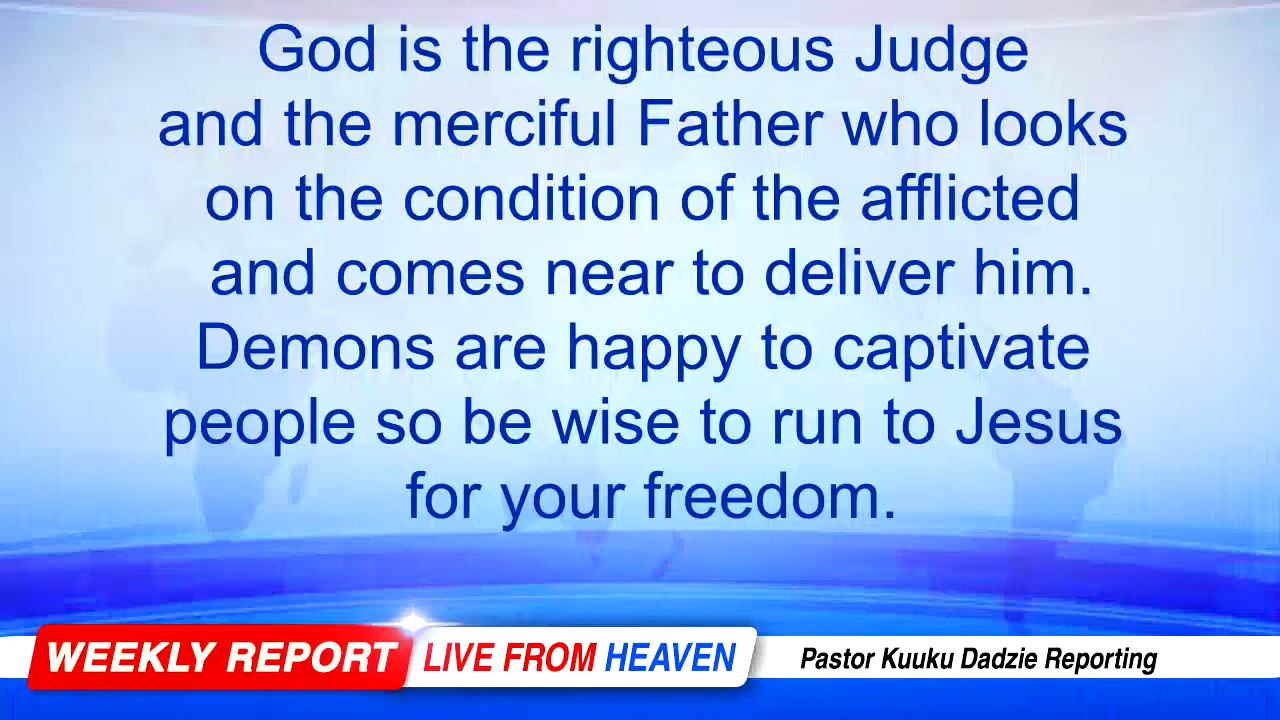 God is the righteous Judge
and the merciful Father who looks
on the condition of the afflicted
and comes near to deliver him.
Demons are happy to captivate
people so be wise to run to Jesus
for your freedom.
WEEKLY REPORT LIVE FROM HEAVEN Pastor Kuuku Dadzie Reporting